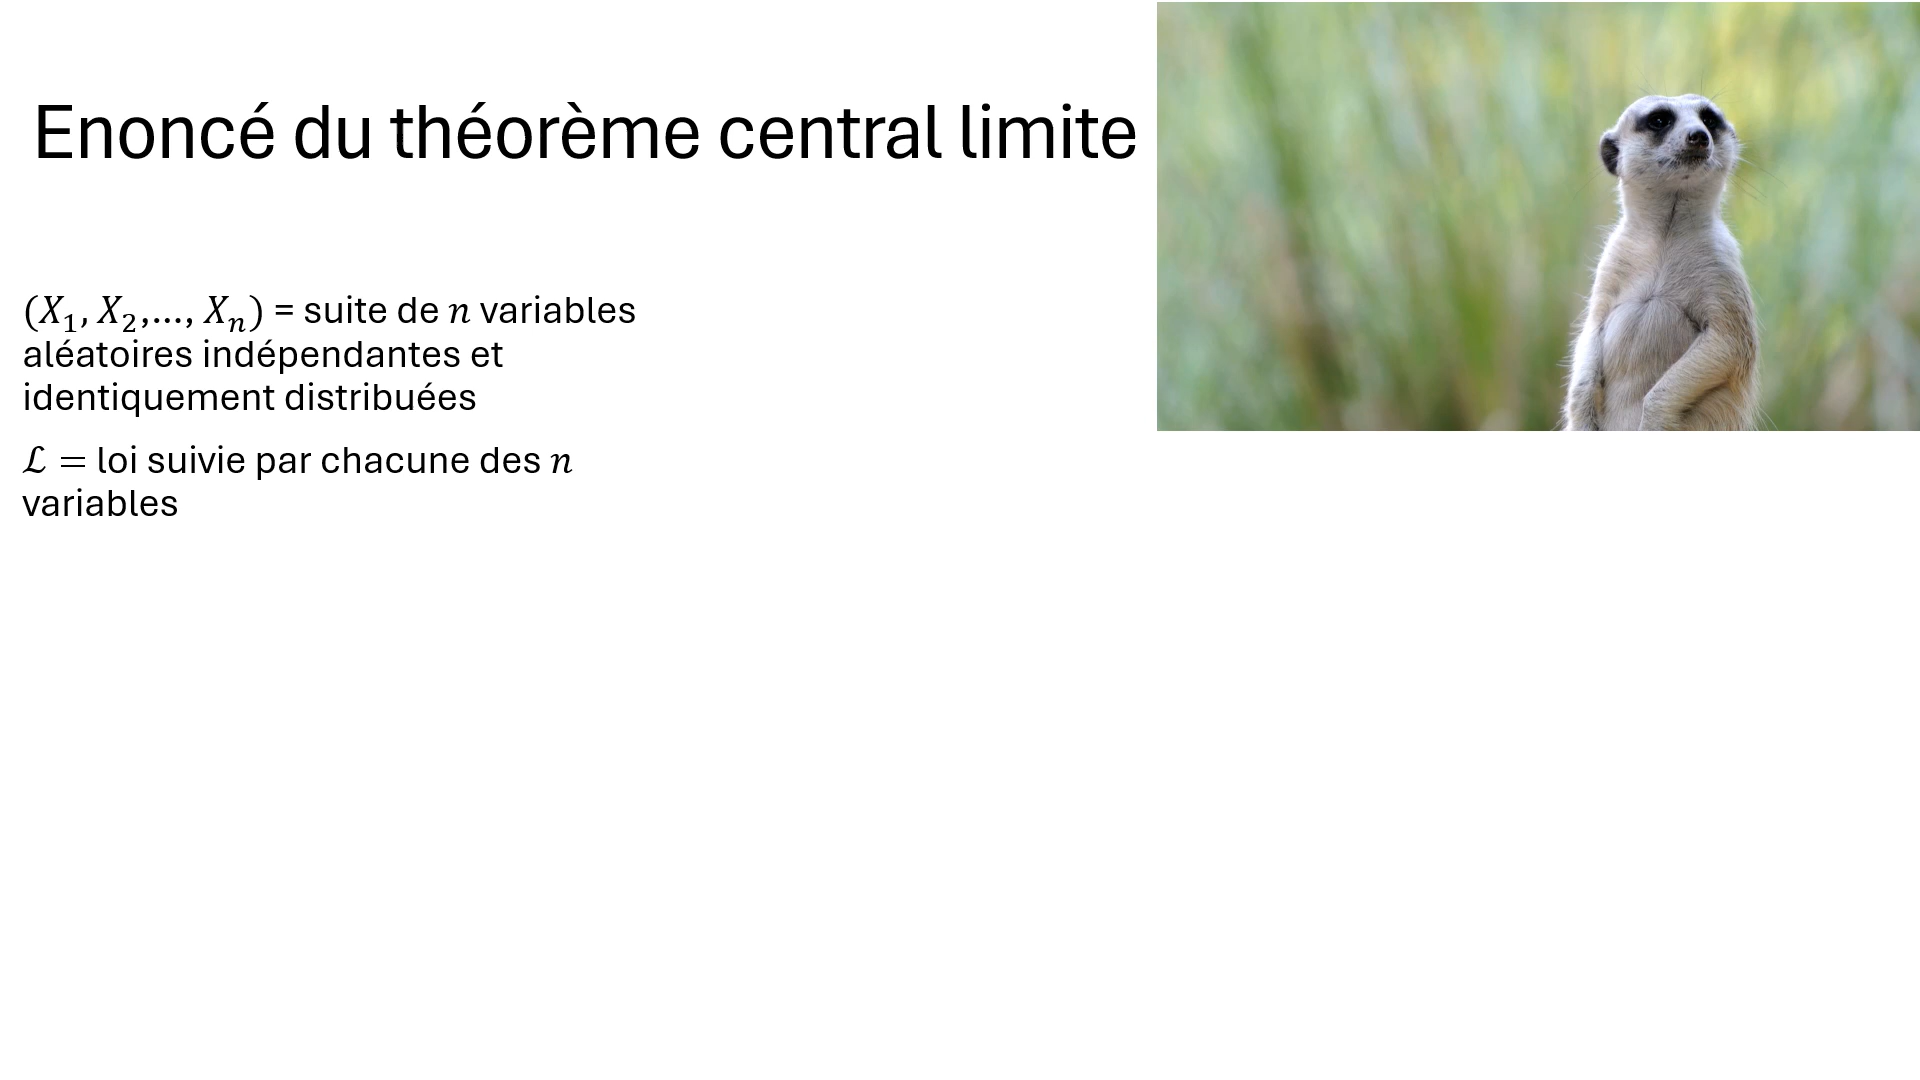 Enoncé du théorème central limite
(X₁, X₂,..., Xₙ) = suite de n variables
aléatoires indépendantes et
identiquement distribuées
ℒ = loi suivie par chacune des n
variables